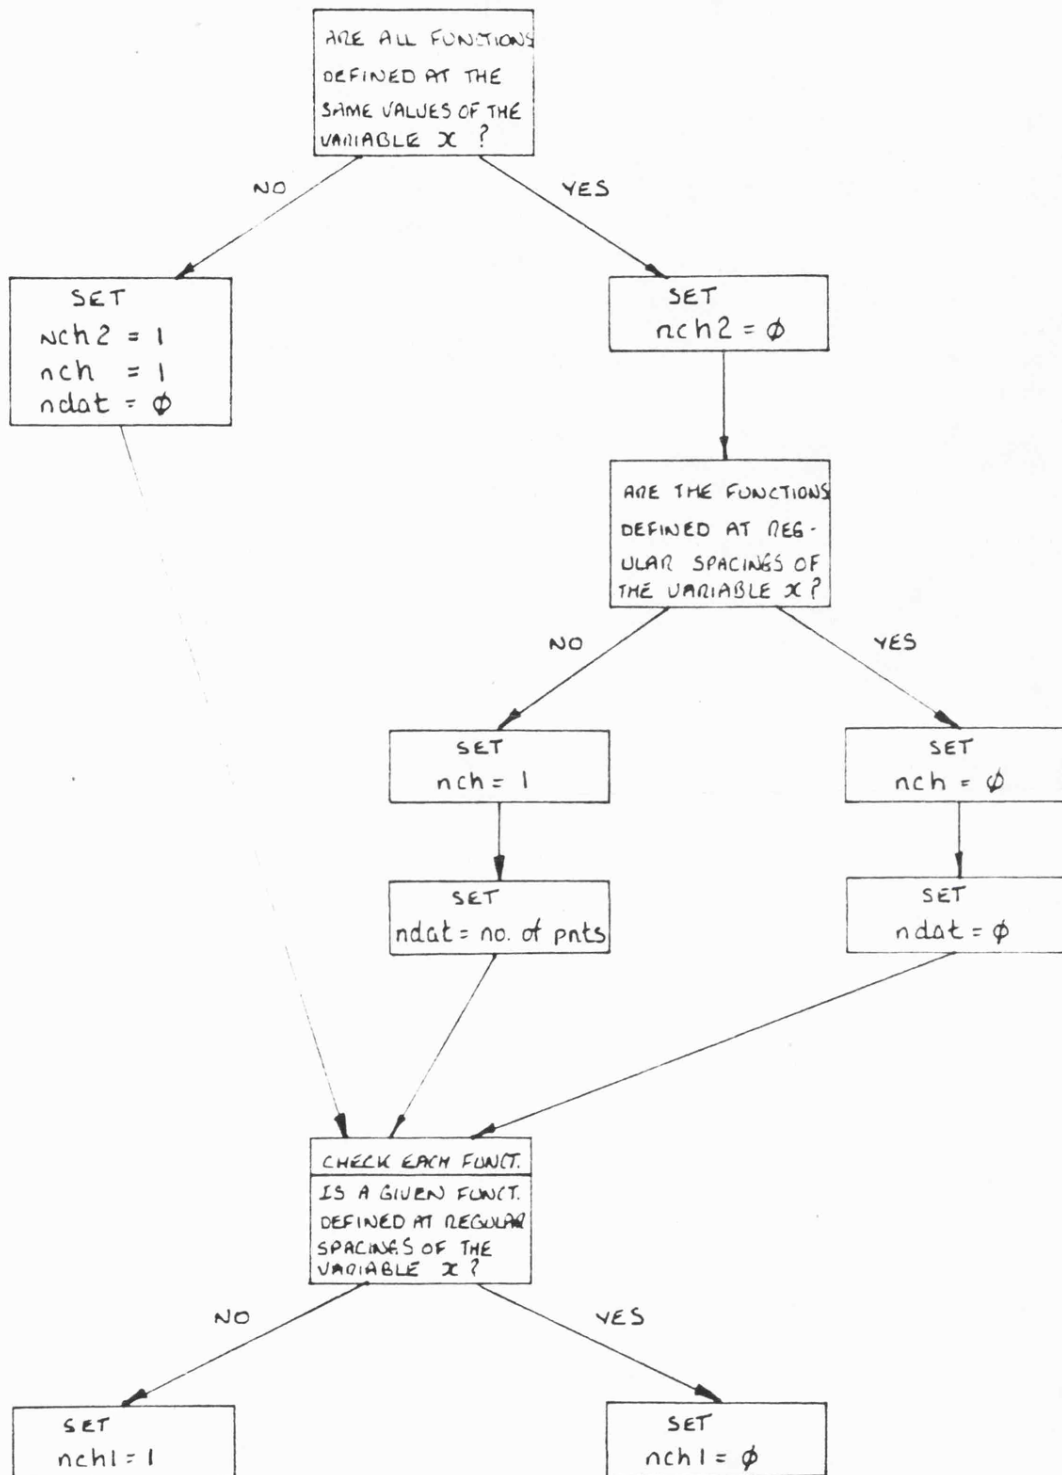 ARE ALL FUNCTIONS
DEFINED AT THE
SAME VALUES OF THE
VARIABLE x ?
NO
YES
SET
Nch2 = 1
nch = 1
ndat = ϕ
SET
nch2 = ϕ
ARE THE FUNCTIONS
DEFINED AT REG-
ULAR SPACINGS OF
THE VARIABLE x ?
NO
YES
SET
nch = 1
SET
nch = ϕ
SET
ndat = no. of pnts
SET
ndat = ϕ
CHECK EACH FUNCT.
IS A GIVEN FUNCT.
DEFINED AT REGULAR
SPACINGS OF THE
VARIABLE x ?
NO
YES
SET
nch1 = 1
SET
nch1 = ϕ